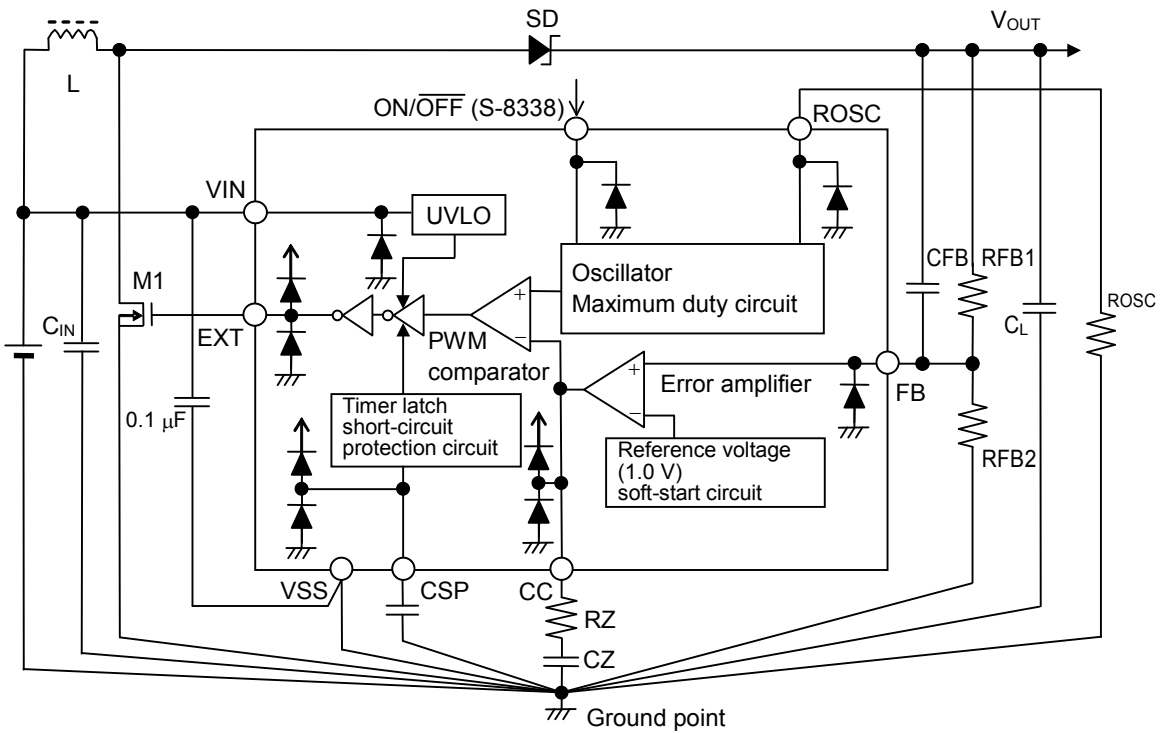 SD
VOUT
L
ON/OFF (S-8338)
ROSC
VIN
UVLO
M1
Oscillator
Maximum duty circuit
CFB
RFB1
ROSC
CIN
EXT
+
−
PWM
comparator
CL
Error amplifier
+
−
FB
0.1 μF
Timer latch
short-circuit
protection circuit
Reference voltage
(1.0 V)
soft-start circuit
RFB2
VSS
CSP
CC
RZ
CZ
Ground point